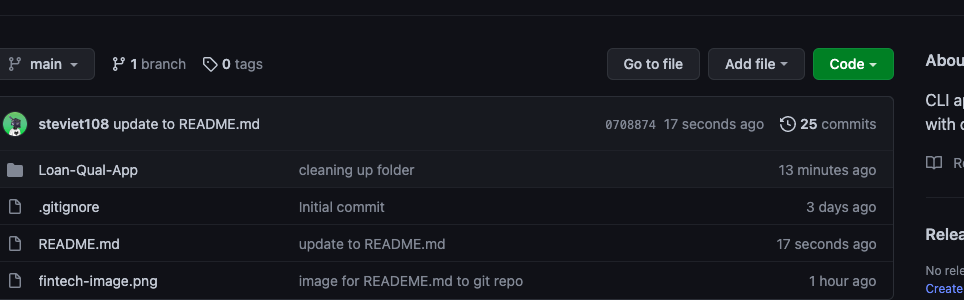 main
1 branch
0 tags
Go to file
Add file
Code
steviet108 update to README.md
0708874 17 seconds ago
25 commits
Loan-Qual-App cleaning up folder 13 minutes ago
.gitignore Initial commit 3 days ago
README.md update to README.md 17 seconds ago
fintech-image.png image for READEME.md to git repo 1 hour ago
Abou
CLI ap
with
Relea
No rele
Create